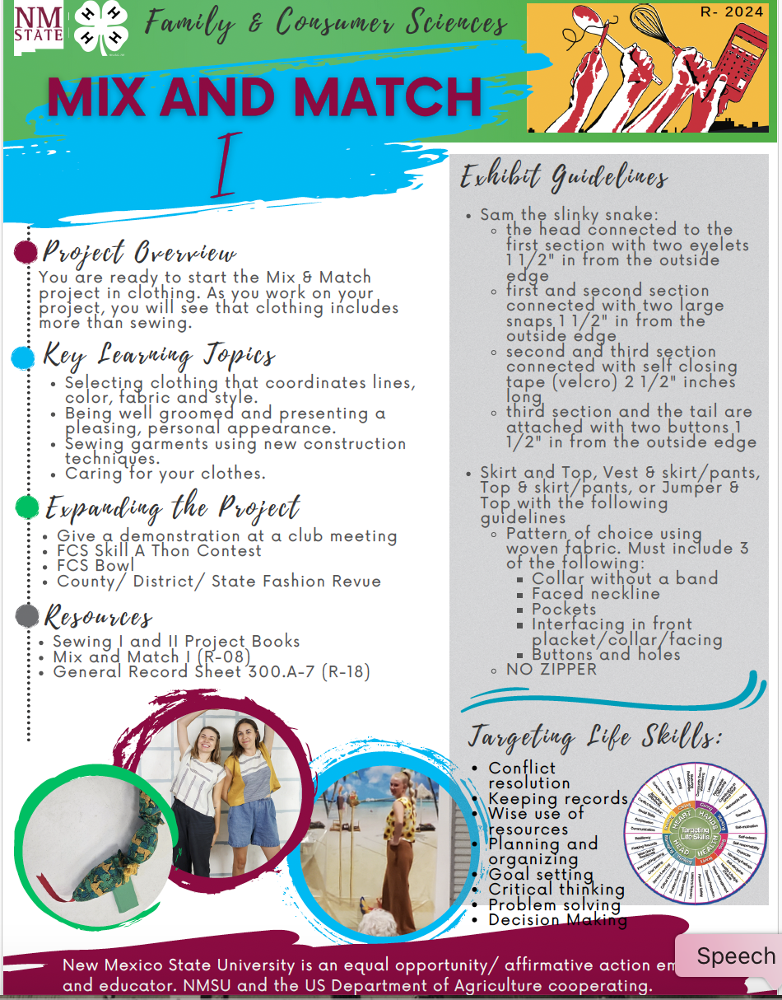 NM
STATE
H H
H H
Family & Consumer Sciences
R- 2024
MIX AND MATCH
I
Project Overview
You are ready to start the Mix & Match
project in clothing. As you work on your
project, you will see that clothing includes
more than sewing.
Key Learning Topics
• Selecting clothing that coordinates lines,
color, fabric and style.
• Being well groomed and presenting a
pleasing, personal appearance.
• Sewing garments using new construction
techniques.
• Caring for your clothes.
Expanding the Project
• Give a demonstration at a club meeting
• FCS Skill A Thon Contest
• FCS Bowl
• County/ District/ State Fashion Revue
Resources
• Sewing I and II Project Books
• Mix and Match I (R-08)
• General Record Sheet 300.A-7 (R-18)
Exhibit Guidelines
• Sam the slinky snake:
◦ the head connected to the
first section with two eyelets
1 1/2" in from the outside
edge
◦ first and second section
connected with two large
snaps 1 1/2" in from the
outside edge
◦ second and third section
connected with self closing
tape (velcro) 2 1/2" inches
long
◦ third section and the tail are
attached with two buttons 1
1/2" in from the outside edge
• Skirt and Top, Vest & skirt/pants,
Top & skirt/pants, or Jumper &
Top with the following
guidelines
◦ Pattern of choice using
woven fabric. Must include 3
of the following:
▪ Collar without a band
▪ Faced neckline
▪ Pockets
▪ Interfacing in front
placket/collar/facing
▪ Buttons and holes
◦ NO ZIPPER
Targeting Life Skills:
• Conflict
resolution
• Keeping records
• Wise use of
resources
• Planning and
organizing
• Goal setting
• Critical thinking
• Problem solving
• Decision Making
HEART
HANDS
Targeting
Life Skills
HEAD
HEALTH
New Mexico State University is an equal opportunity/ affirmative action em
and educator. NMSU and the US Department of Agriculture cooperating.
Speech